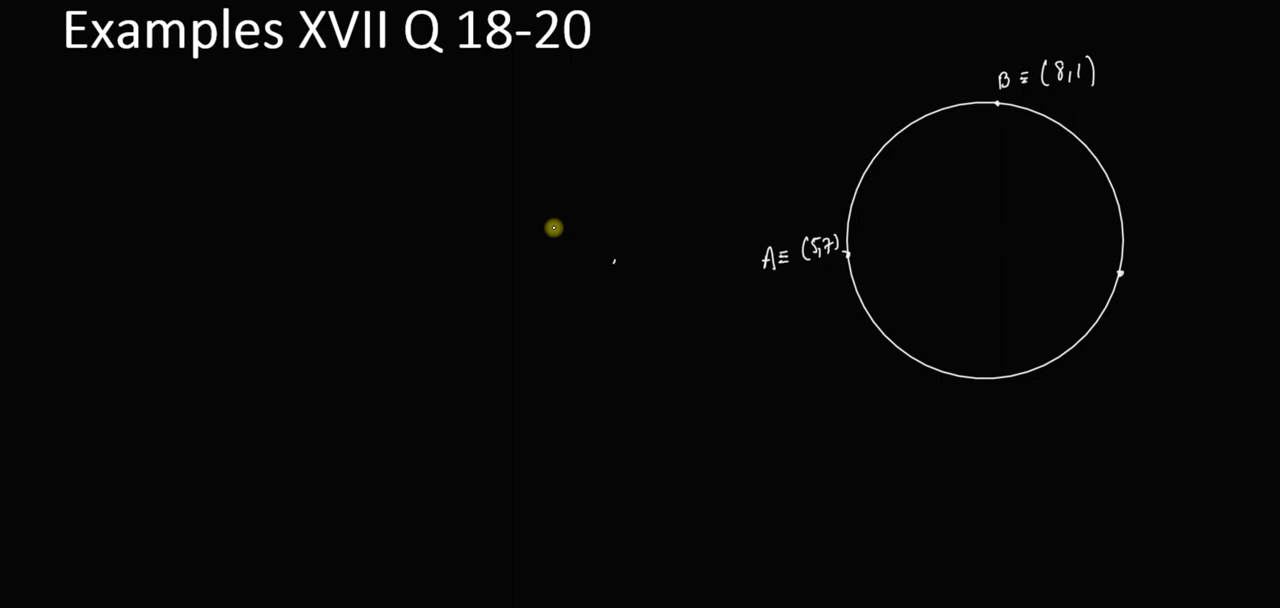 Examples XVII Q 18-20
B ≡ (8,1)
A ≡ (5,7)